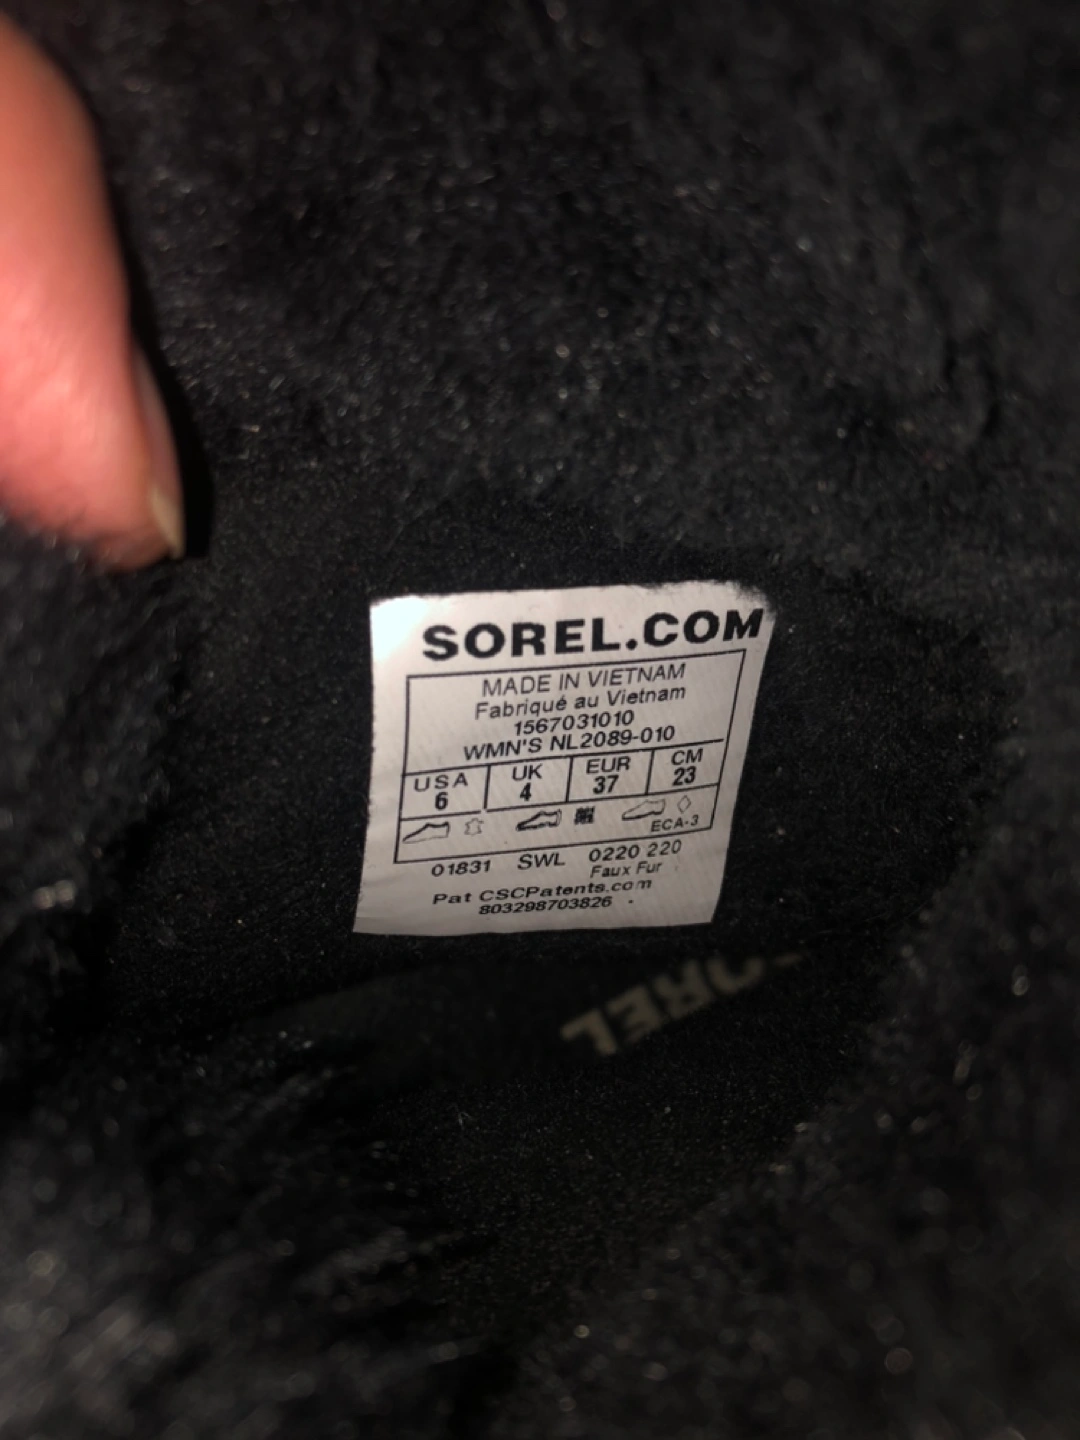 SOREL.COM
MADE IN VIETNAM
Fabriqué au Vietnam
1567031010
WMN'S NL2089-010
USA UK EUR CM
6 4 37 23
ECA-3
01831 SWL 0220 220
Faux Fur
Pat CSCPatents.com
803298703826
SOREL